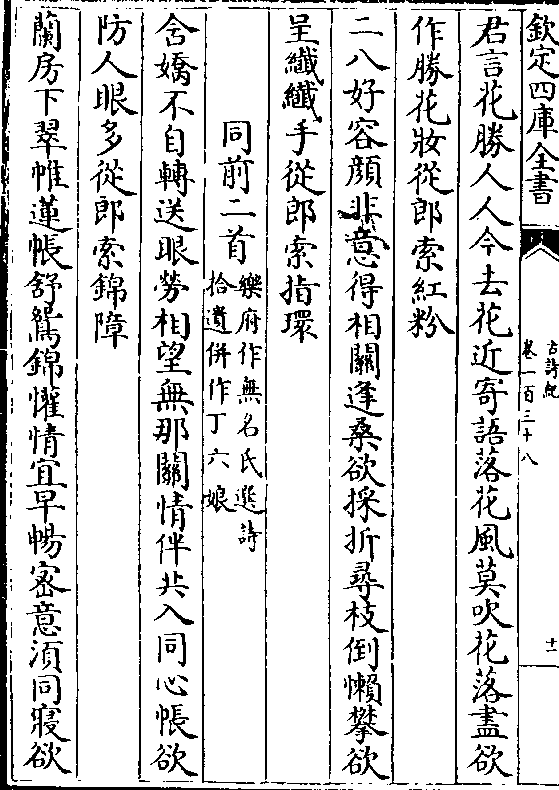 欽定四庫全書
古詩紀
卷一百三十八
十一
君言花勝人人今去花近寄語落花風莫吹花落盡欲
作勝花妝從郎索紅粉
二八好容顔非意得相關逢桑欲採折尋枝倒懶攀欲
呈纖纖手從郎索指環
同前二首樂府作無名氏選詩
拾遺併作丁六娘
含嬌不自轉送眼勞相望無那關情伴共入同心帳欲
防人眼多從郎索錦障
蘭房下翠帷蓮帳舒鴛錦懽情宜早暢宻意須同寢欲